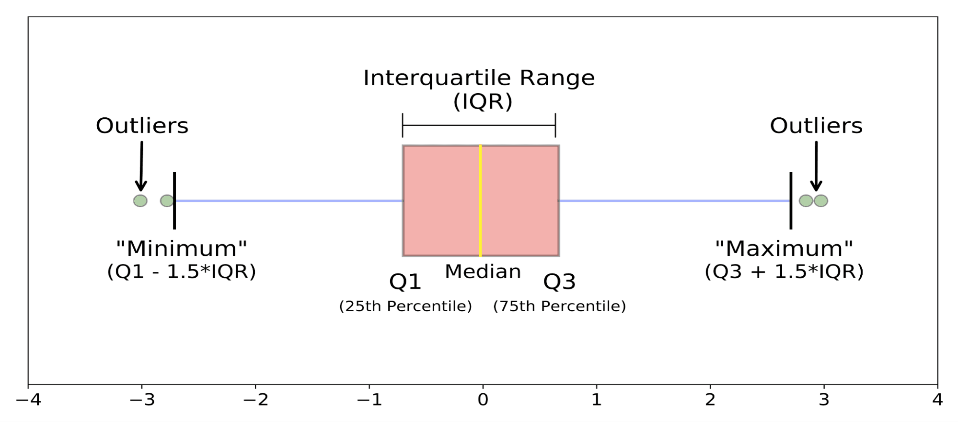 Interquartile Range
(IQR)
Outliers
Outliers
"Minimum"
(Q1 - 1.5*IQR)
"Maximum"
(Q3 + 1.5*IQR)
Median
Q1
Q3
(25th Percentile)
(75th Percentile)
−4
−3
−2
−1
0
1
2
3
4